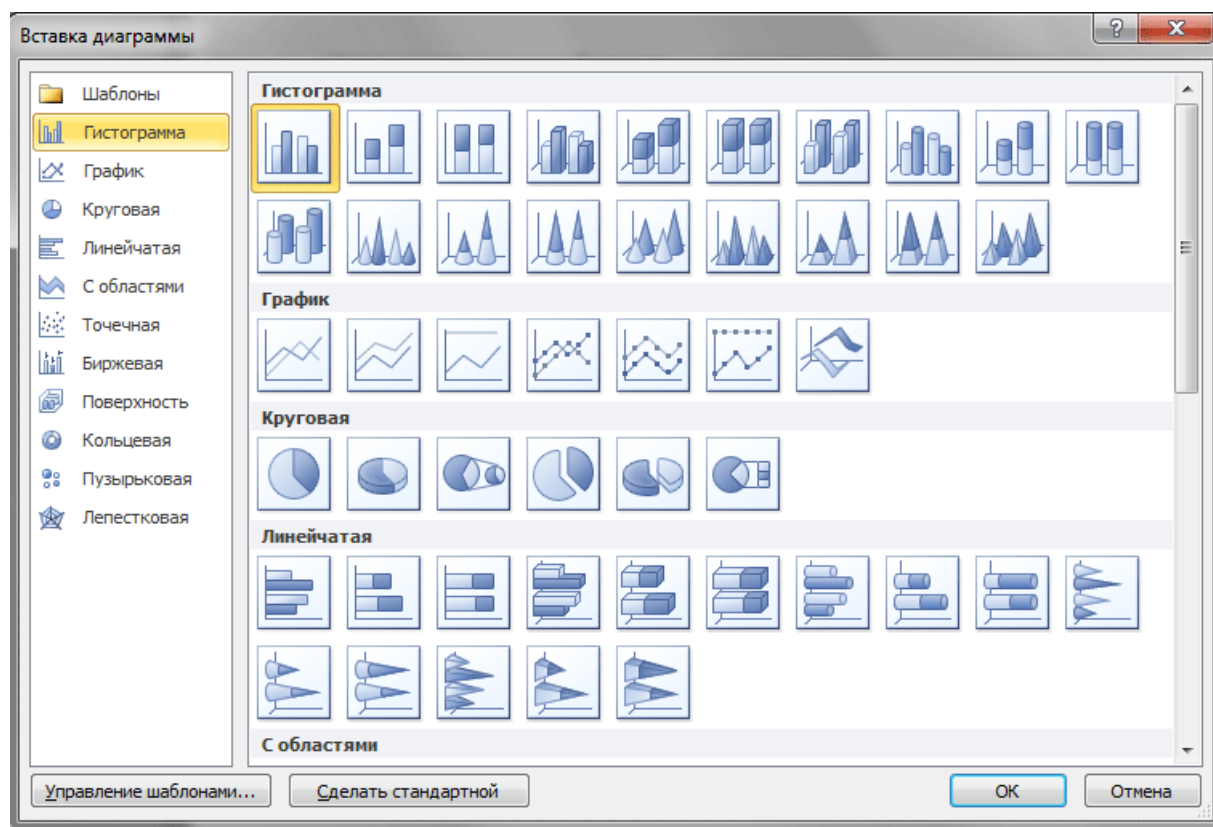 Вставка диаграммы
Шаблоны
Гистограмма
График
Круговая
Линейчатая
С областями
Точечная
Биржевая
Поверхность
Кольцевая
Пузырьковая
Лепестковая
Гистограмма
График
Круговая
Линейчатая
С областями
Управление шаблонами...
Сделать стандартной
ОК
Отмена